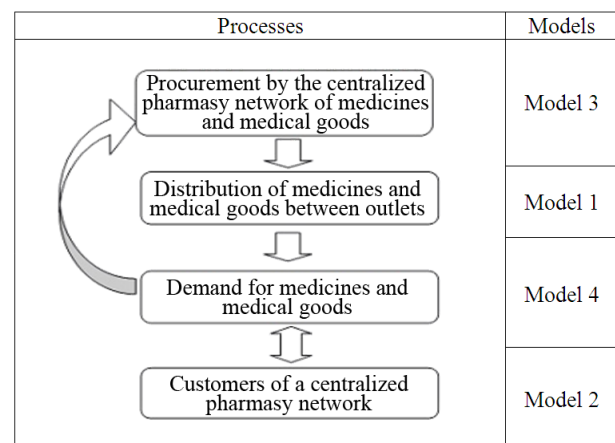 Processes
Models
Procurement by the centralized
pharmasy network of medicines
and medical goods
Model 3
Distribution of medicines and
medical goods between outlets
Model 1
Demand for medicines and
medical goods
Model 4
Customers of a centralized
pharmasy network
Model 2